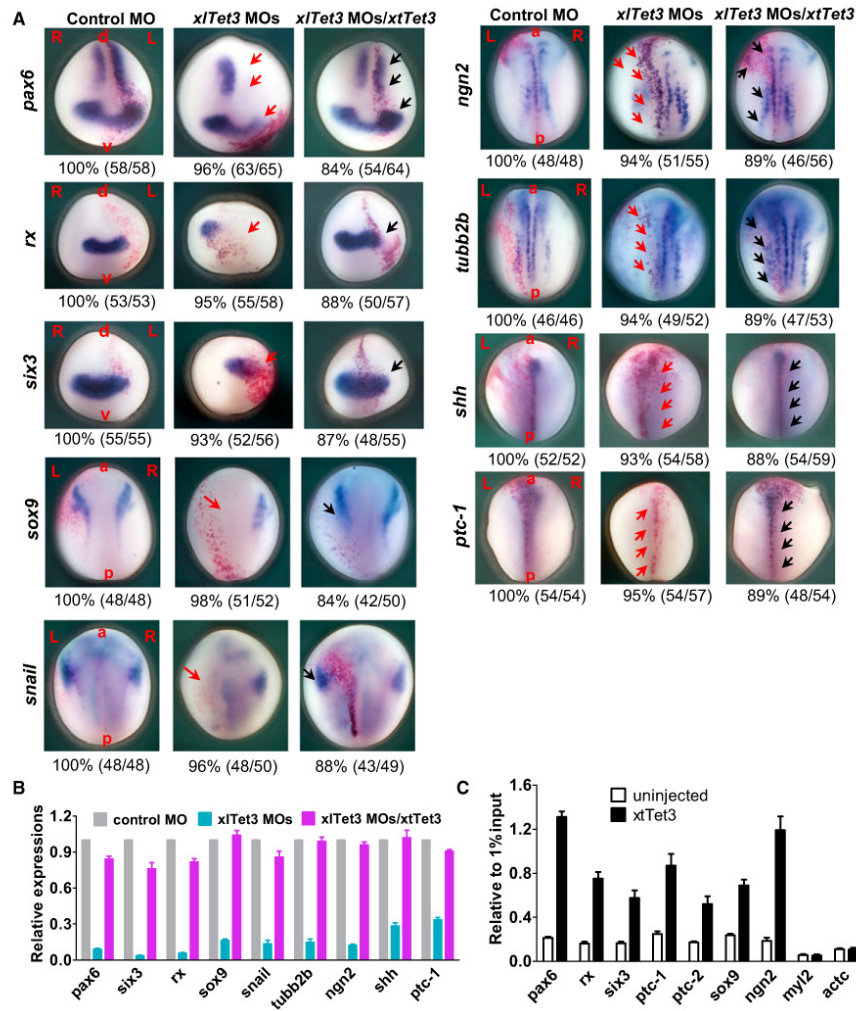 A
Control MO xlTet3 MOs xlTet3 MOs/xtTet3
pax6
R d L
v
100% (58/58) 96% (63/65) 84% (54/64)
rx
R d L
v
100% (53/53) 95% (55/58) 88% (50/57)
six3
R d L
v
100% (55/55) 93% (52/56) 87% (48/55)
sox9
L a R
p
100% (48/48) 98% (51/52) 84% (42/50)
snail
L a R
p
100% (48/48) 96% (48/50) 88% (43/49)
Control MO xlTet3 MOs xlTet3 MOs/xtTet3
ngn2
L a R
p
100% (48/48) 94% (51/55) 89% (46/56)
tubb2b
L a R
p
100% (46/46) 94% (49/52) 89% (47/53)
shh
L a R
p
100% (52/52) 93% (54/58) 88% (54/59)
ptc-1
L a R
p
100% (54/54) 95% (54/57) 89% (48/54)
B
control MO xlTet3 MOs xlTet3 MOs/xtTet3
Relative expressions
1.2
0.9
0.6
0.3
0.0
pax6 six3 rx sox9 snail tubb2b ngn2 shh ptc-1
C
uninjected
xtTet3
Relative to 1% input
1.6
1.2
0.8
0.4
0.0
pax6 rx six3 ptc-1 ptc-2 sox9 ngn2 myl2 actc